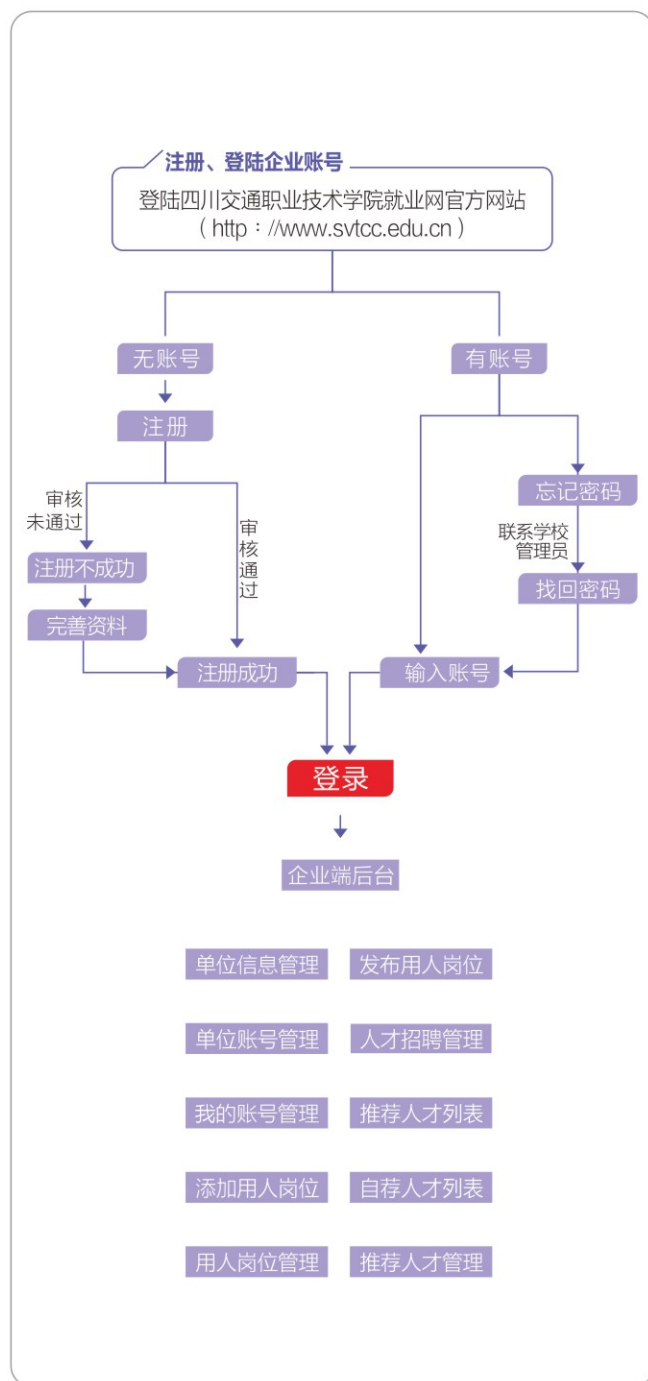 注册、登陆企业账号
登陆四川交通职业技术学院就业网官方网站
（http：//www.svtcc.edu.cn）
无账号
有账号
注册
忘记密码
审核
未通过
审核通过
联系学校
管理员
注册不成功
找回密码
完善资料
注册成功
输入账号
登录
企业端后台
单位信息管理
发布用人岗位
单位账号管理
人才招聘管理
我的账号管理
推荐人才列表
添加用人岗位
自荐人才列表
用人岗位管理
推荐人才管理